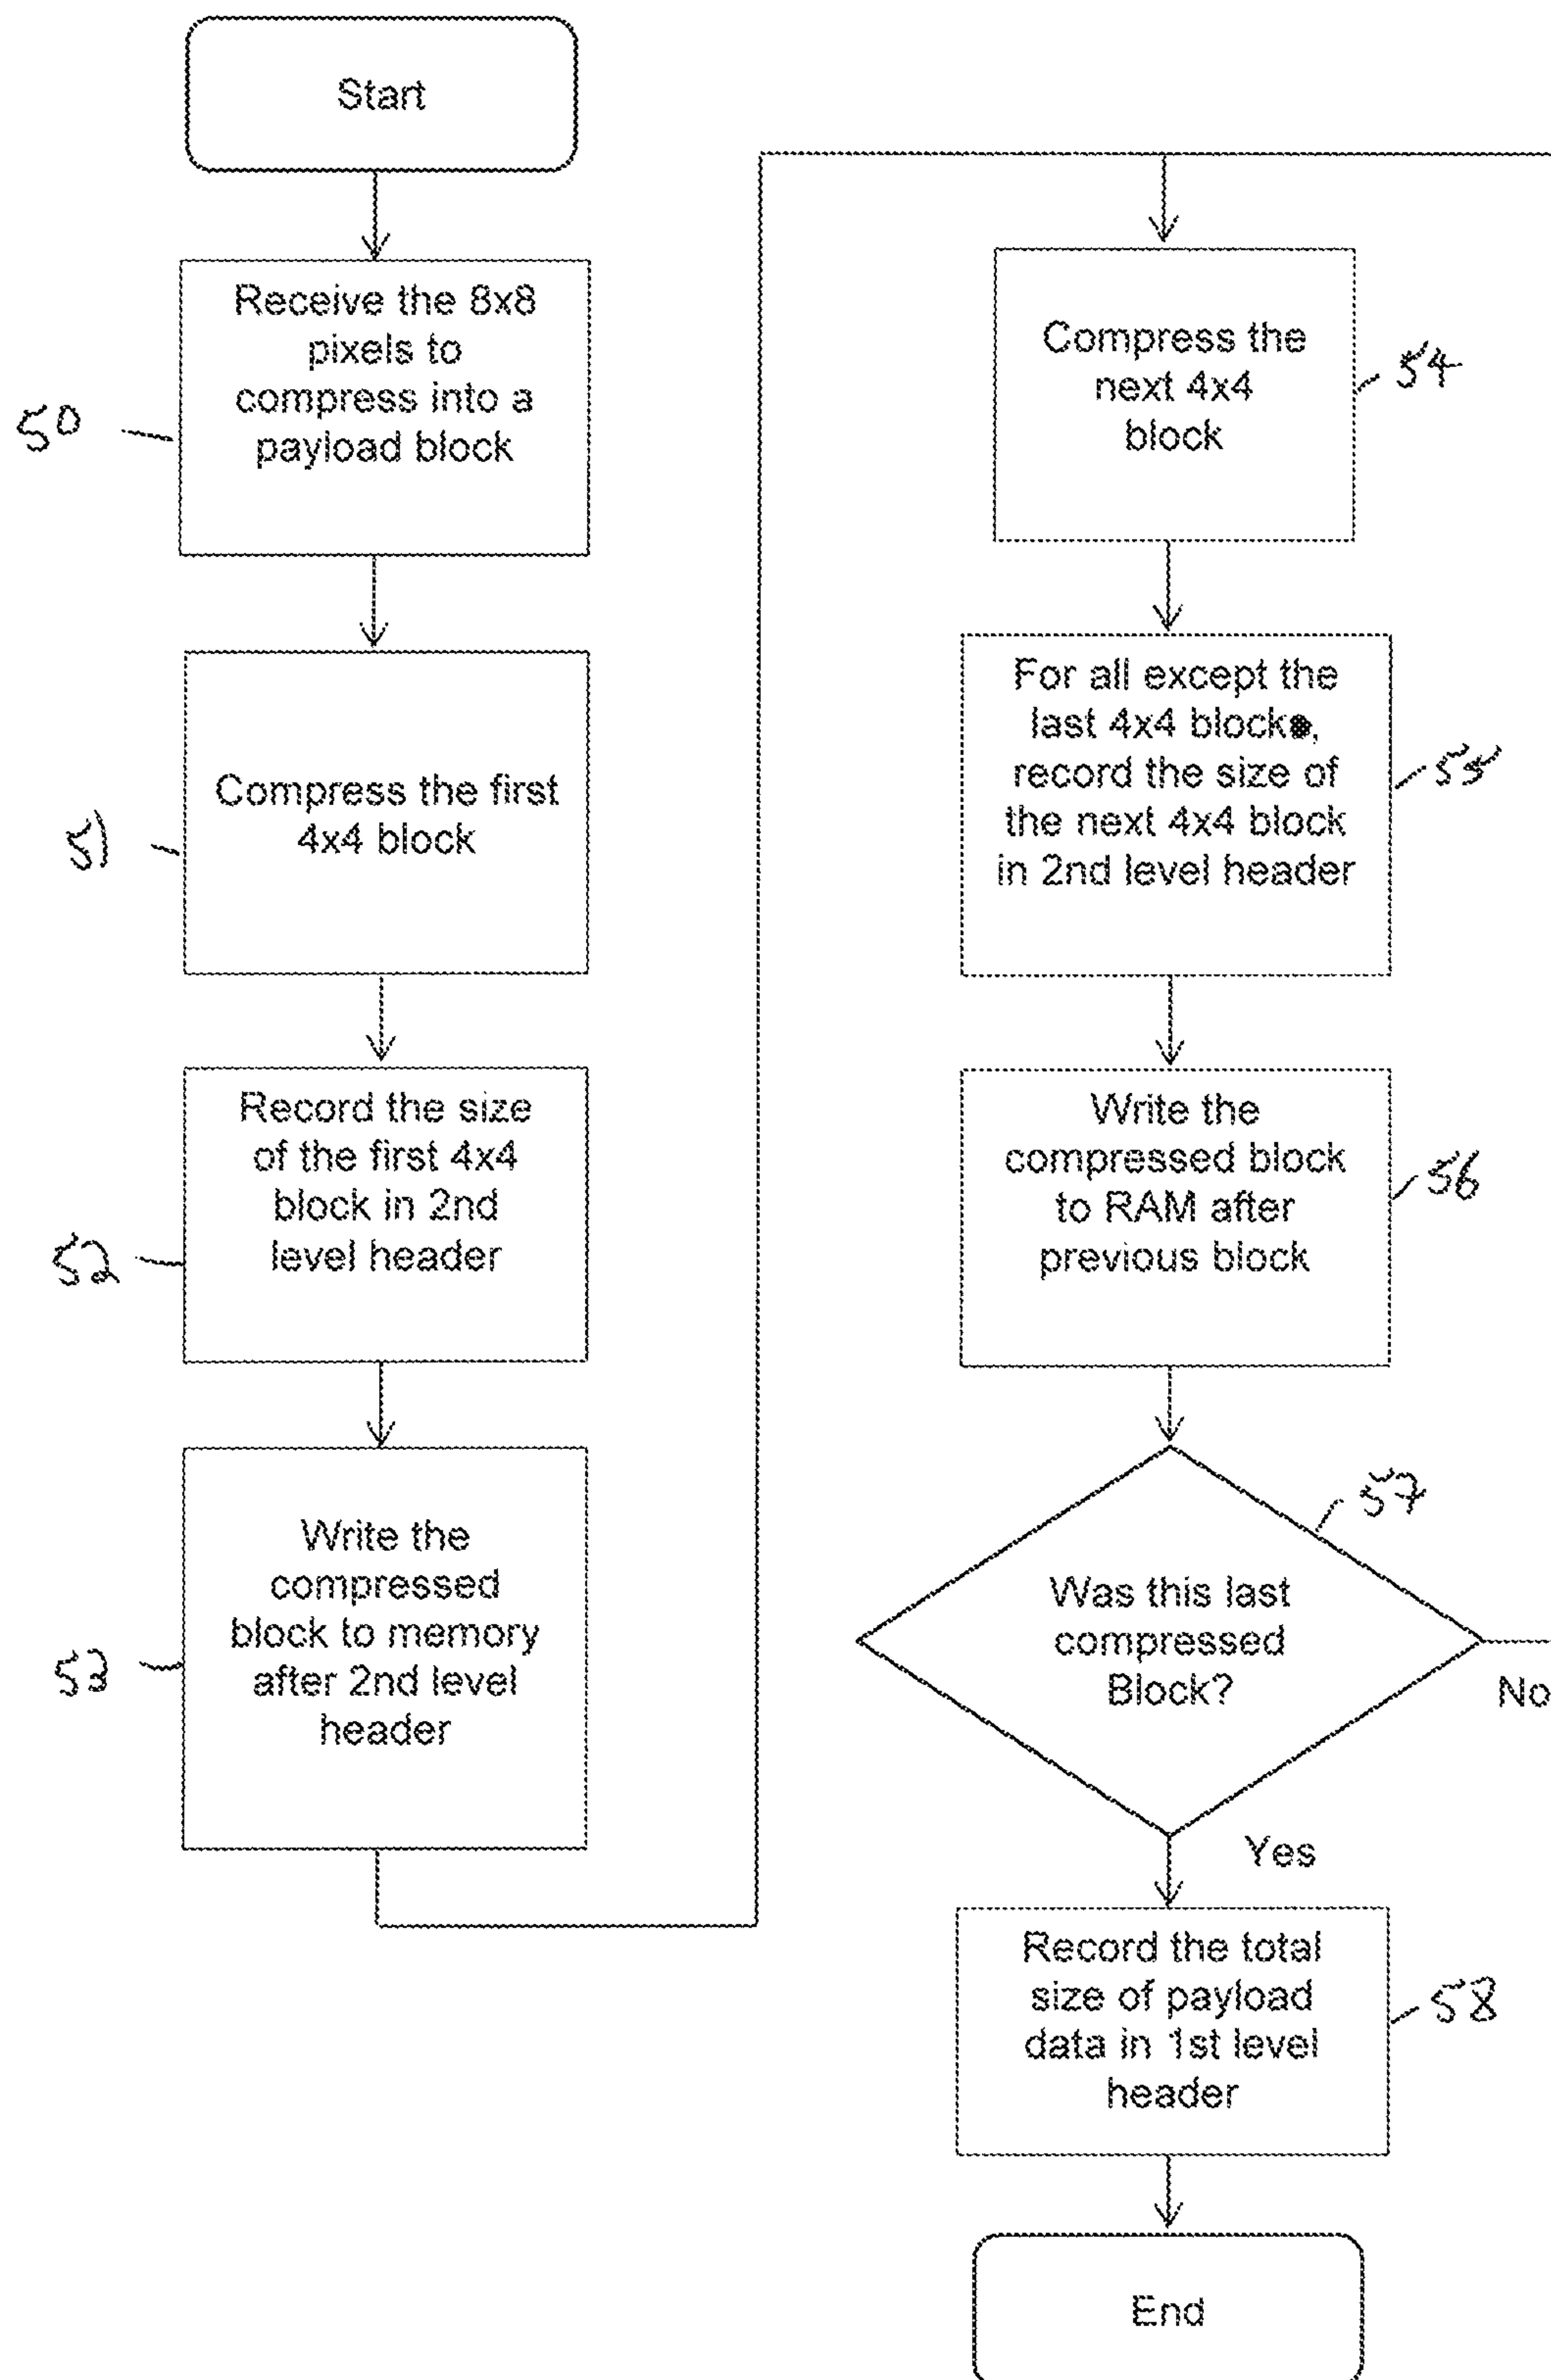 Start
Receive the 8x8
pixels to
compress into a
payload block
50
Compress the first
4x4 block
51
Record the size
of the first 4x4
block in 2nd
level header
52
Write the
compressed
block to memory
after 2nd level
header
53
Compress the
next 4x4
block
54
For all except the
last 4x4 block,
record the size of
the next 4x4 block
in 2nd level header
55
Write the
compressed block
to RAM after
previous block
56
57
Was this last
compressed
Block?
No
Yes
Record the total
size of payload
data in 1st level
header
58
End